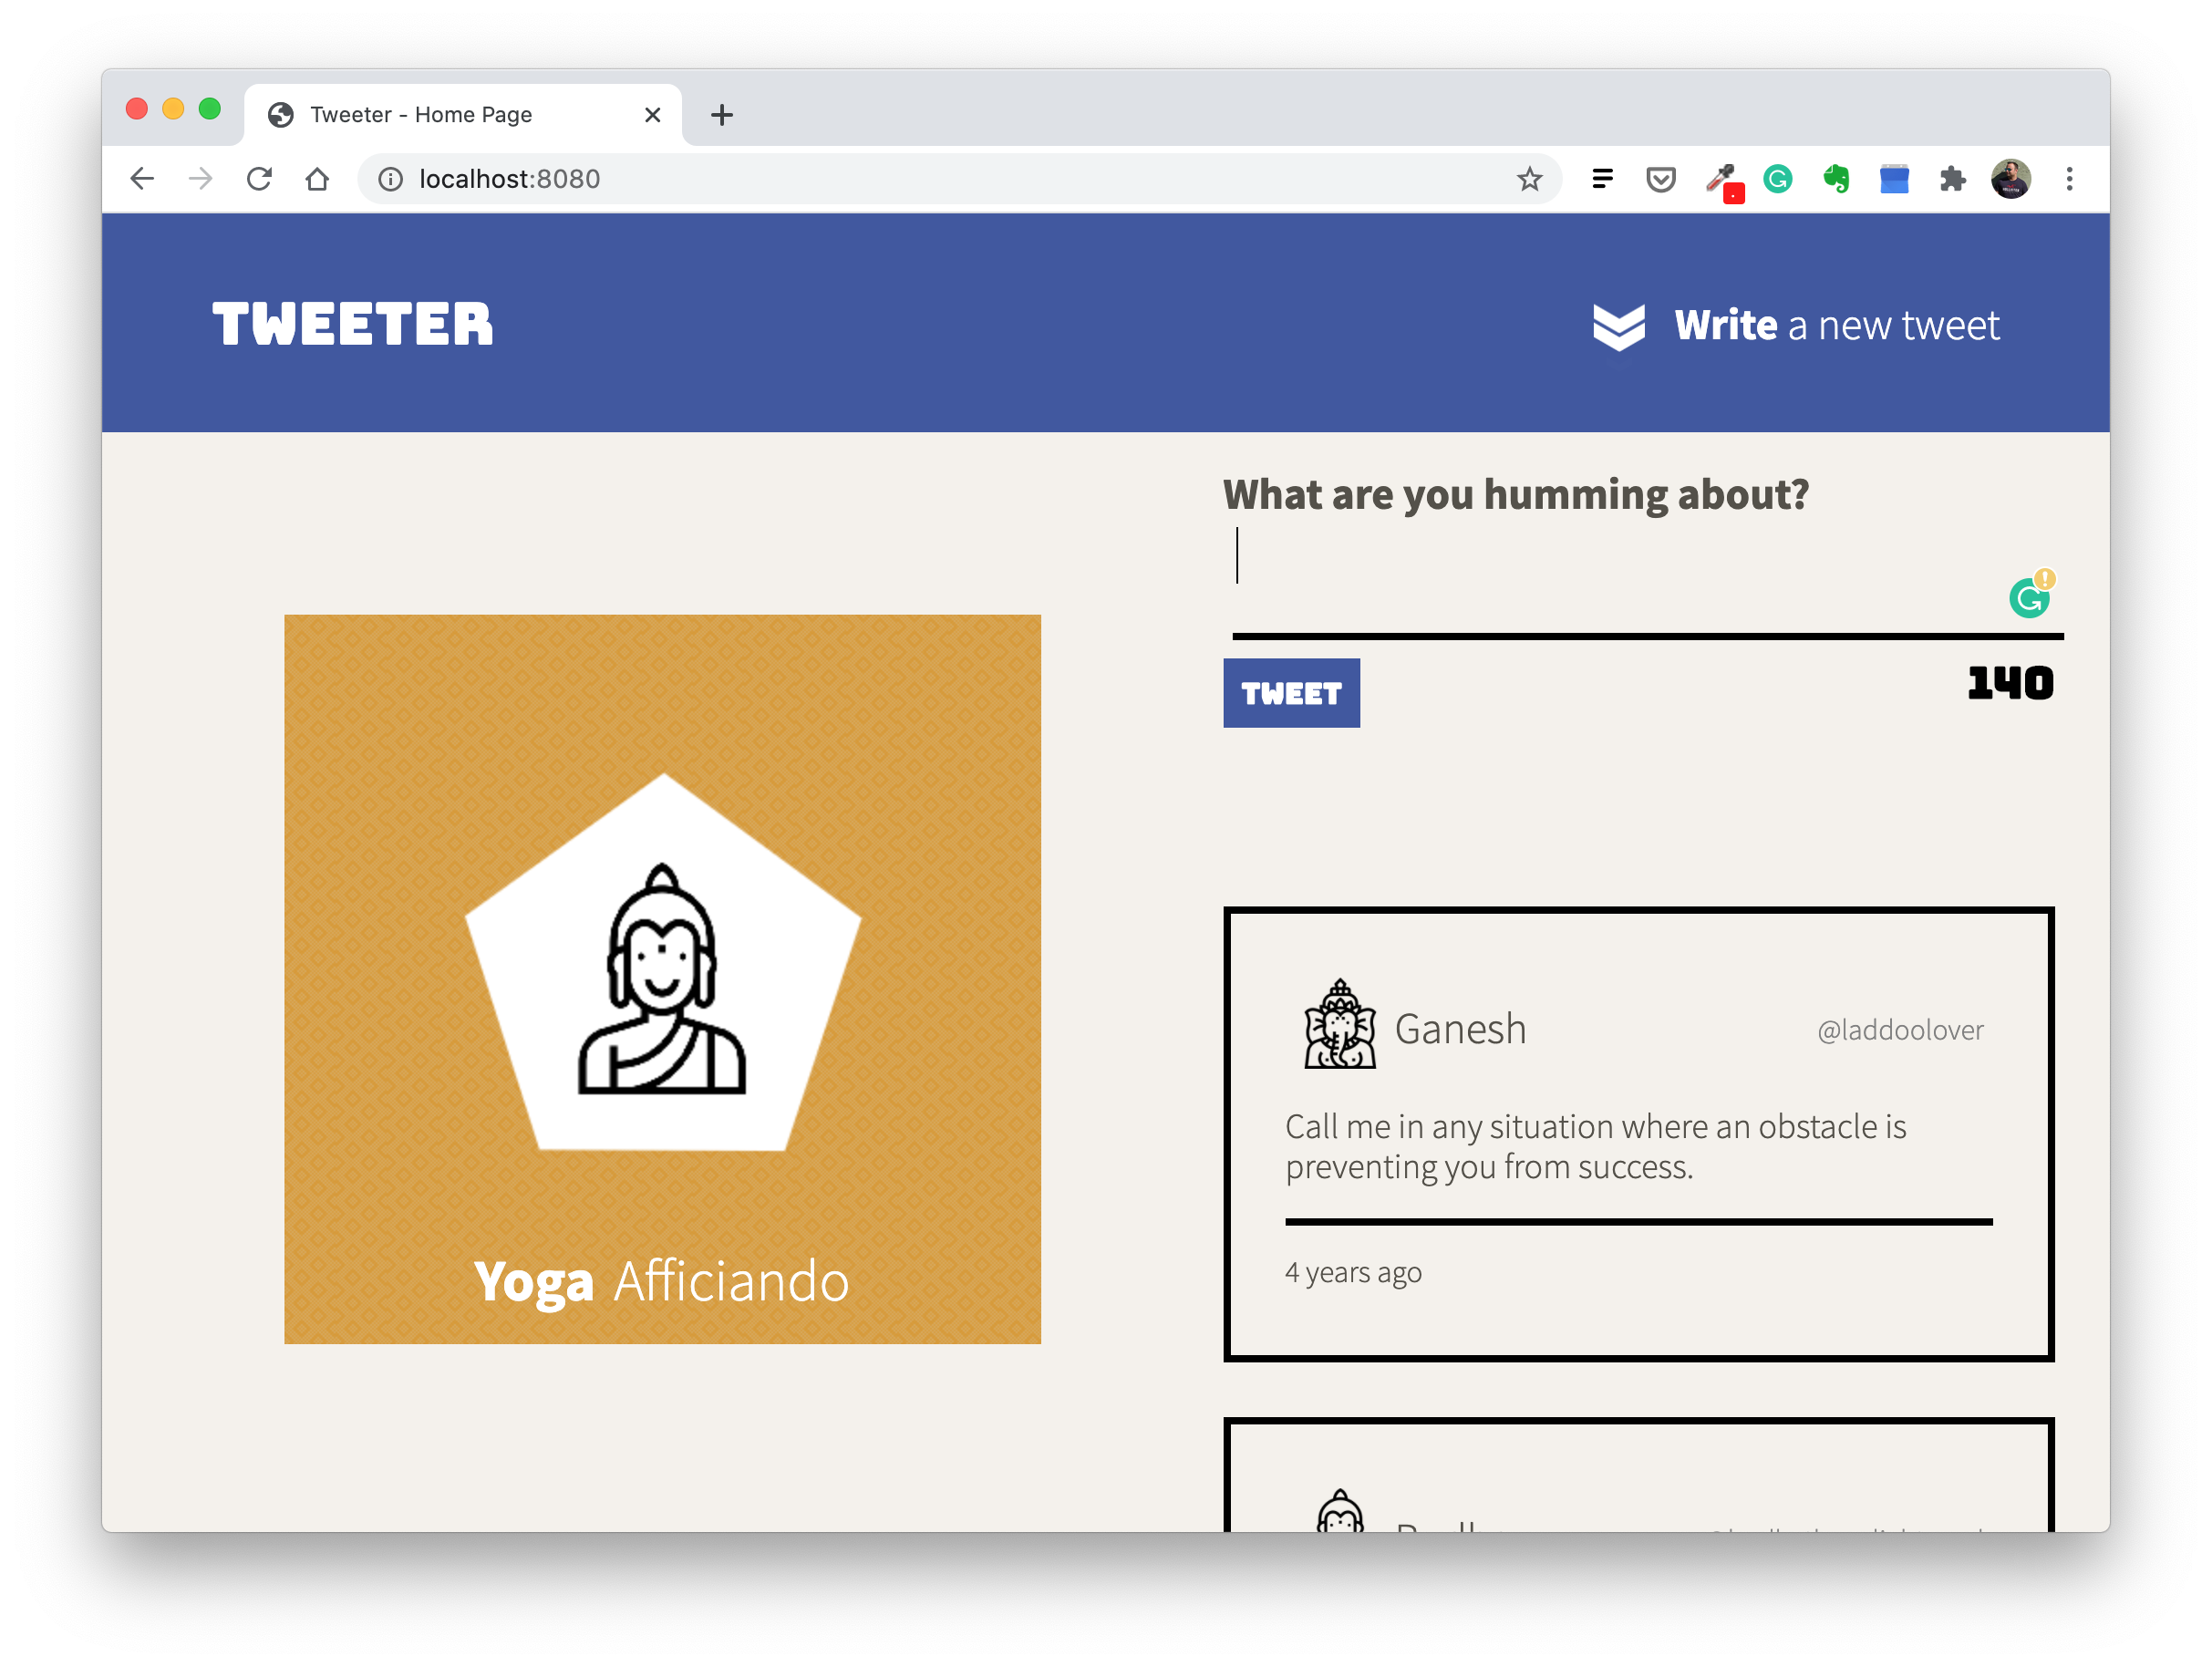 Tweeter - Home Page
localhost:8080
TWEETER
Write a new tweet
What are you humming about?
TWEET
140
Yoga Afficiando
Ganesh
@laddoolover
Call me in any situation where an obstacle is
preventing you from success.
4 years ago